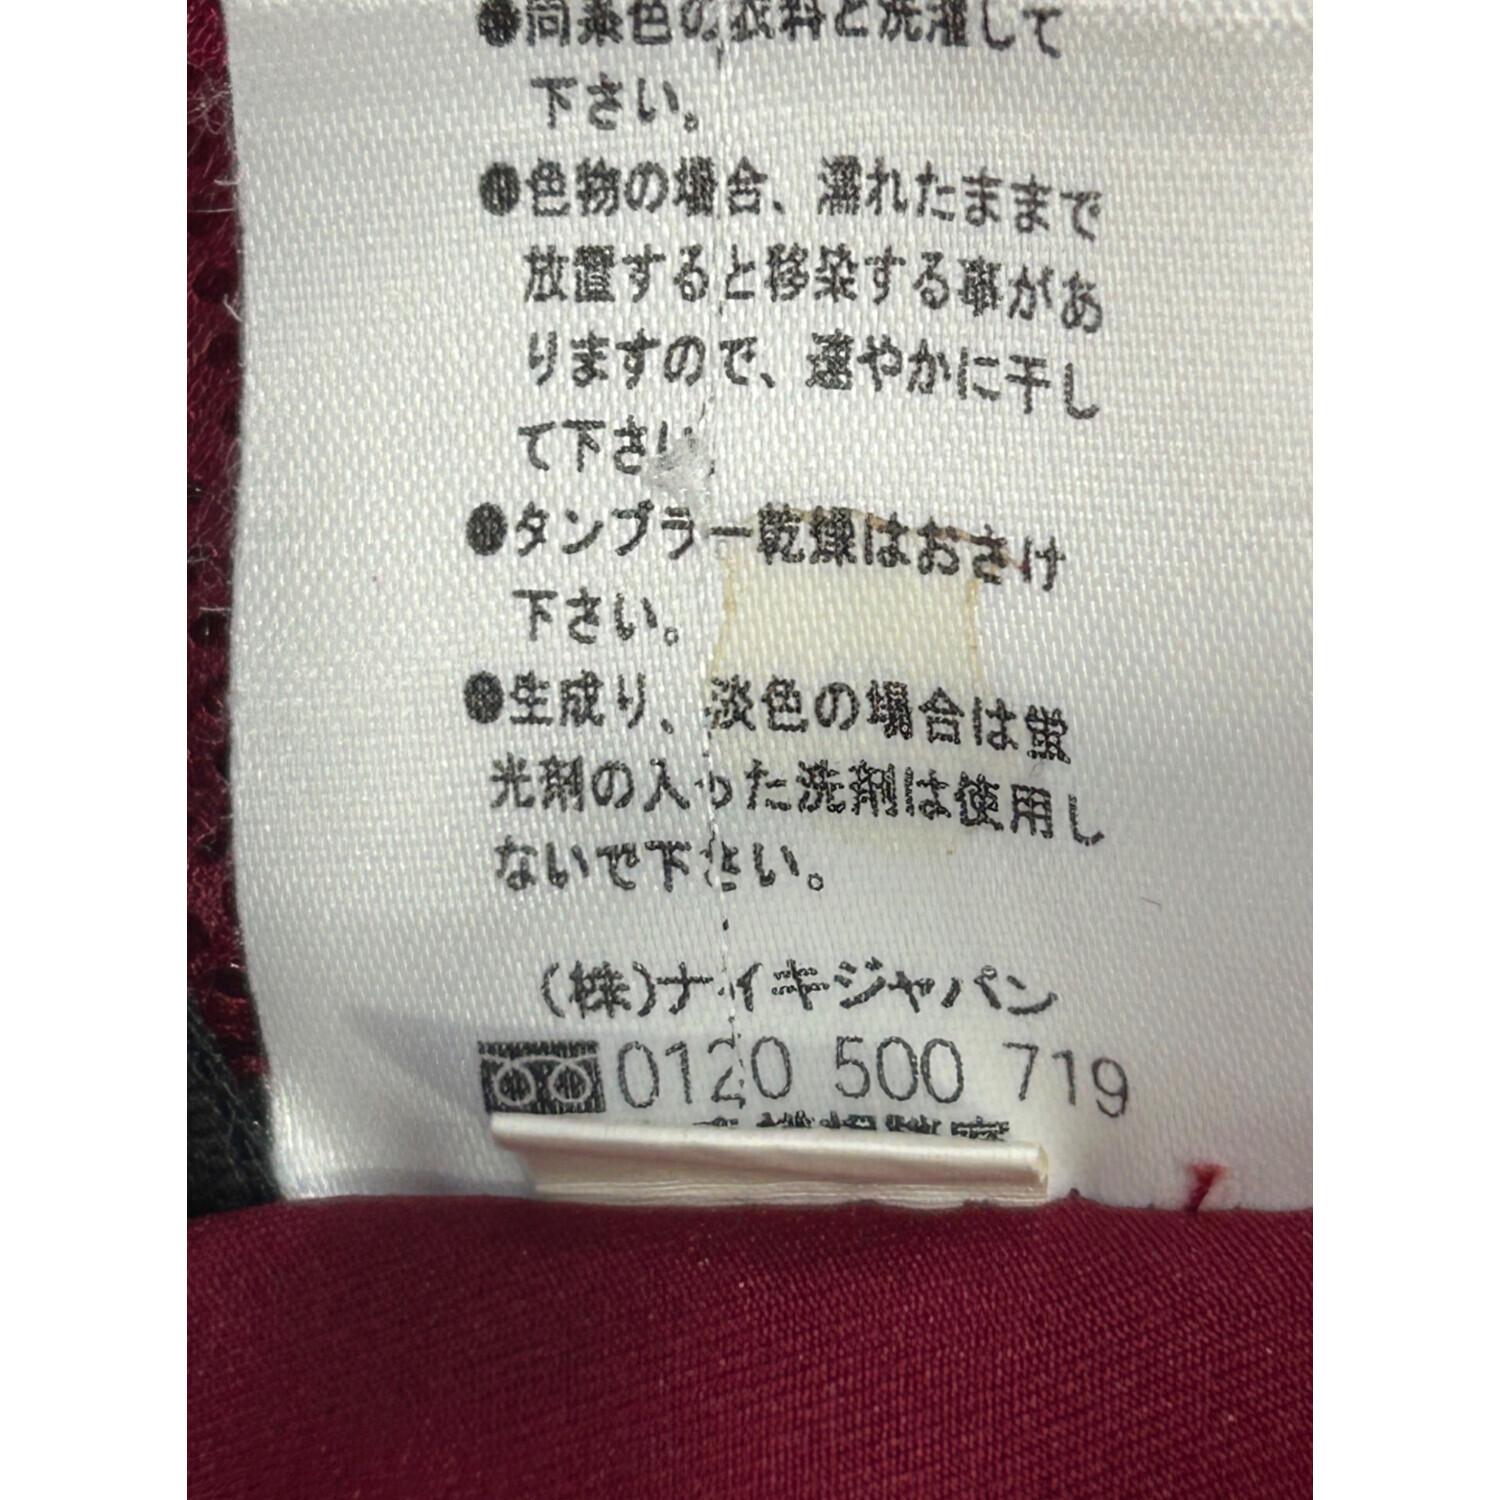 ●同系色の衣料と洗濯して
下さい。
●色物の場合、濡れたままで
放置すると移染する事があ
りますので、速やかに干し
て下さい。
●タンブラー乾燥はおさけ
下さい。
●生成り、淡色の場合は蛍
光剤の入った洗剤は使用し
ないで下さい。
(株)ナイキジャパン
0120 500 719